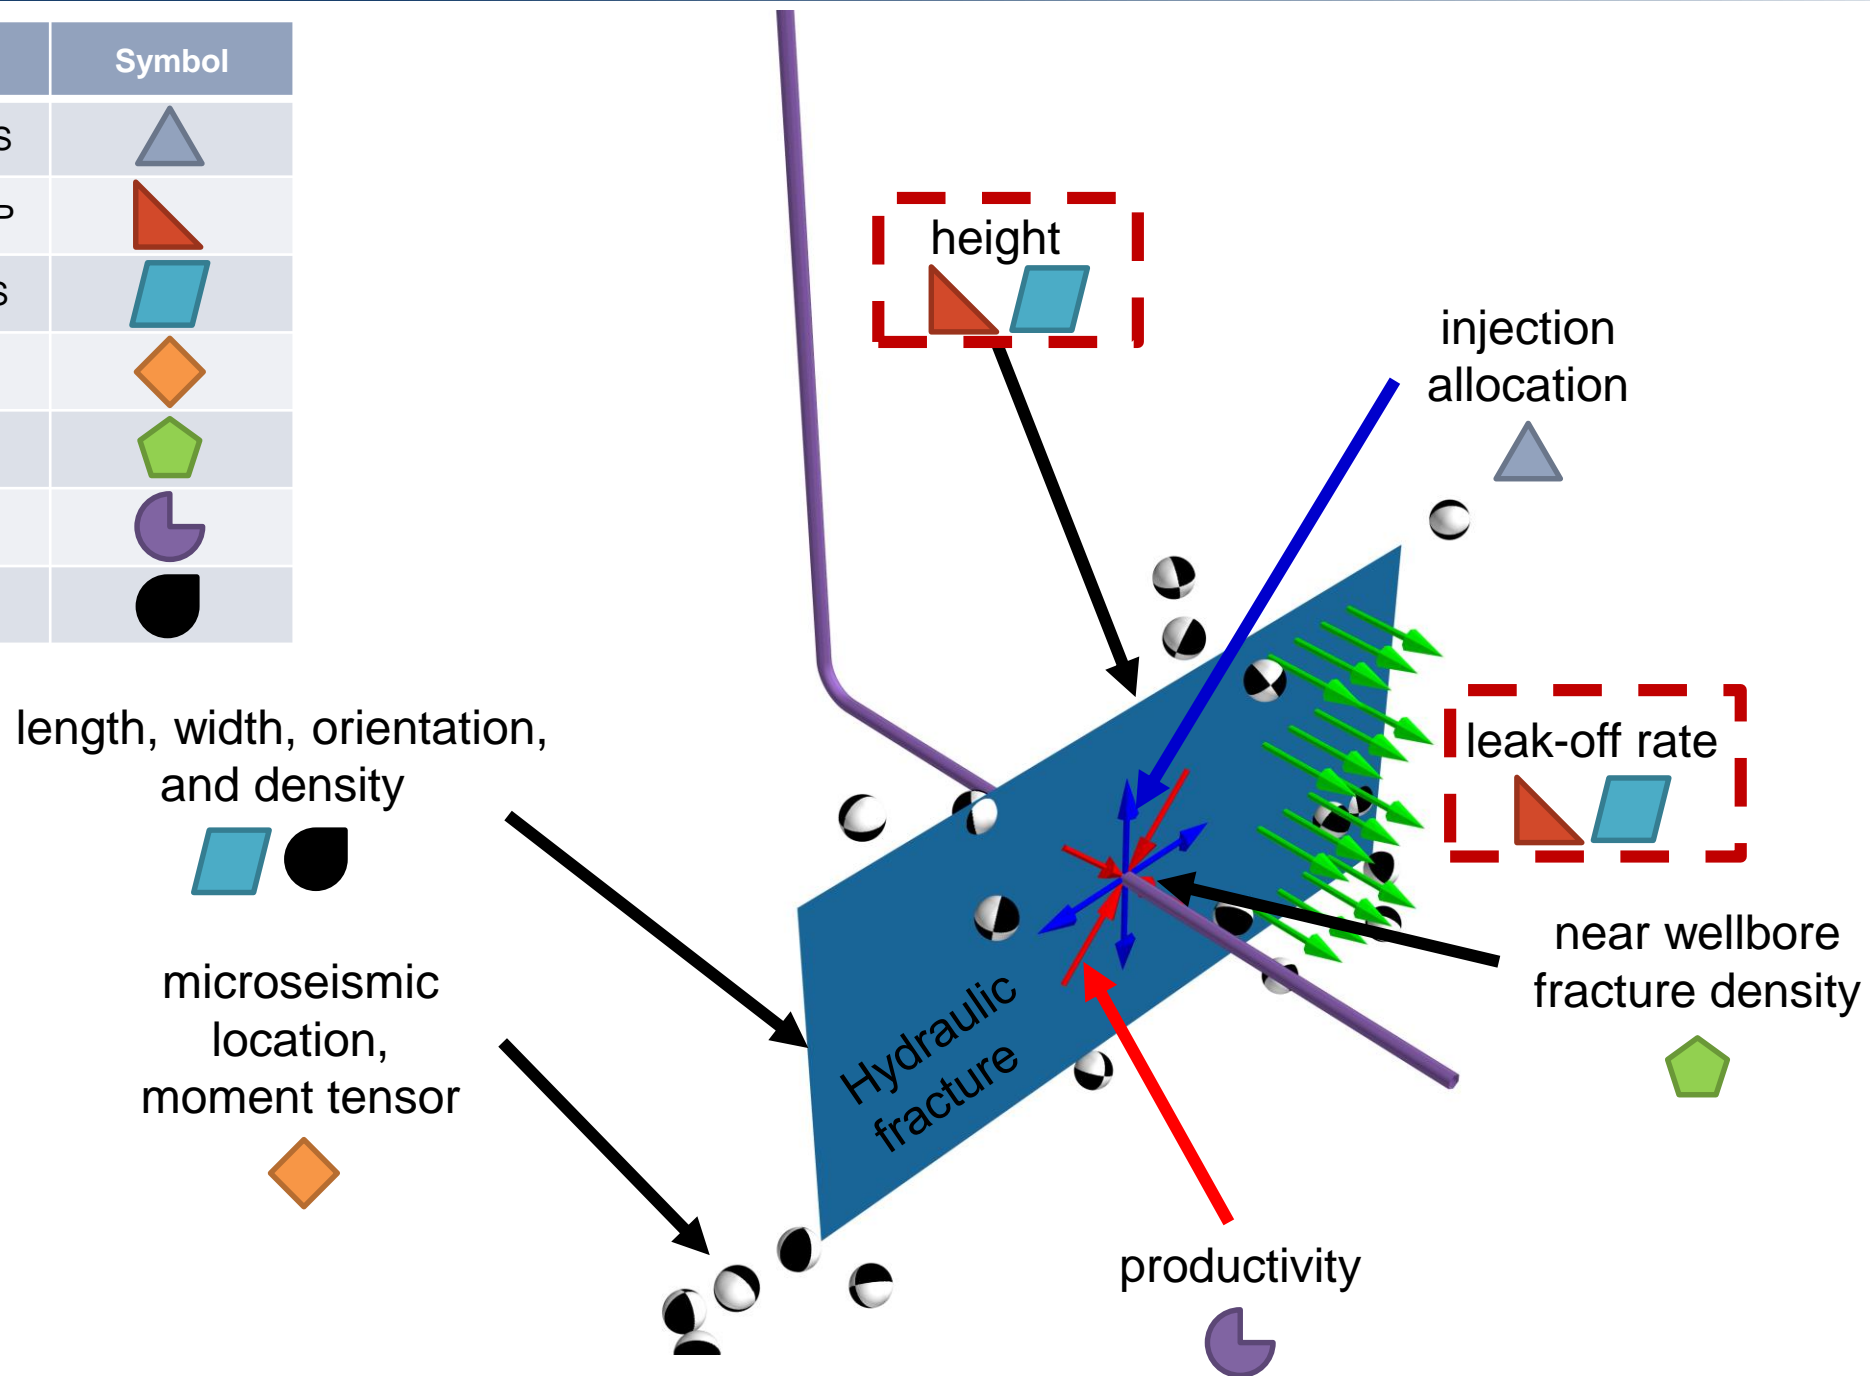 Symbol
S
P
S
height
injection
allocation
length, width, orientation,
and density
leak-off rate
near wellbore
fracture density
microseismic
location,
moment tensor
Hydraulic
fracture
productivity